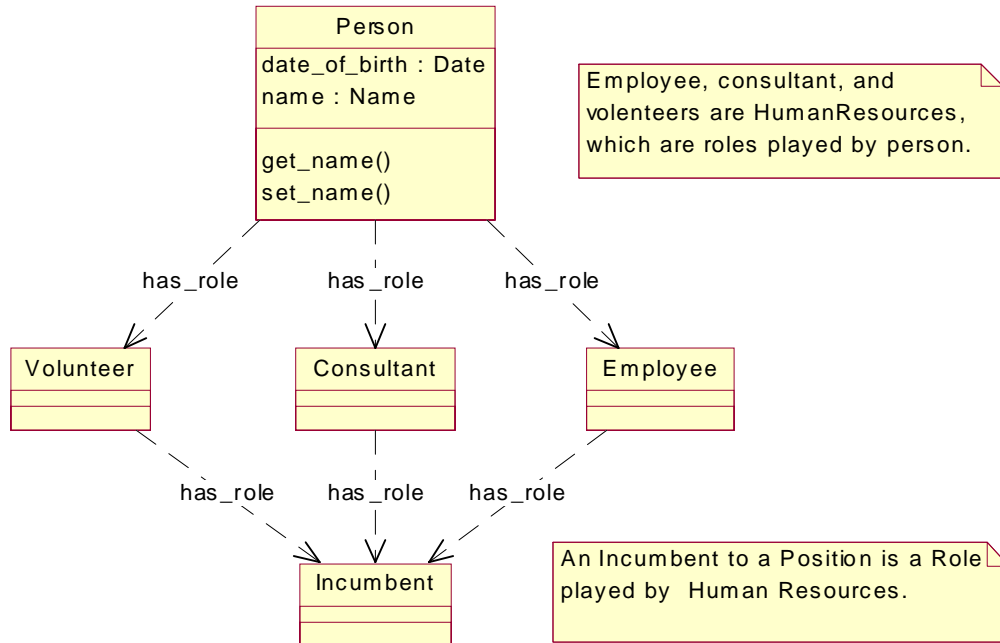 Person
date_of_birth : Date
name : Name
get_name()
set_name()
Employee, consultant, and
volenteers are HumanResources,
which are roles played by person.
has_role
has_role
has_role
Volunteer
Consultant
Employee
has_role
has_role
has_role
Incumbent
An Incumbent to a Position is a Role
played by Human Resources.